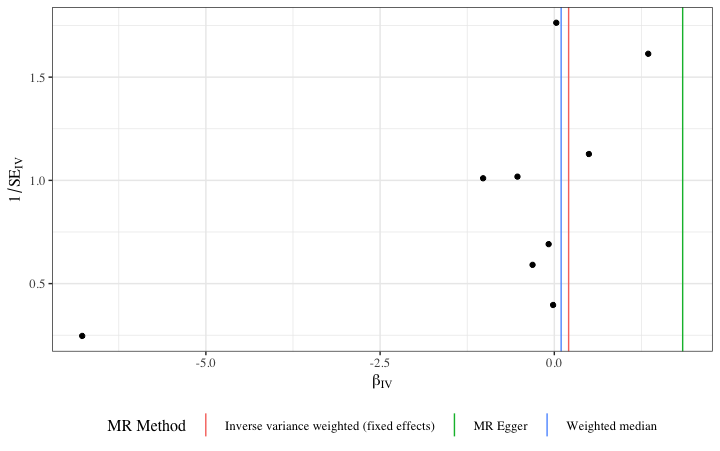 1.5
1.0
0.5
1/SE_IV
-5.0
-2.5
0.0
β_IV
MR Method
Inverse variance weighted (fixed effects)
MR Egger
Weighted median